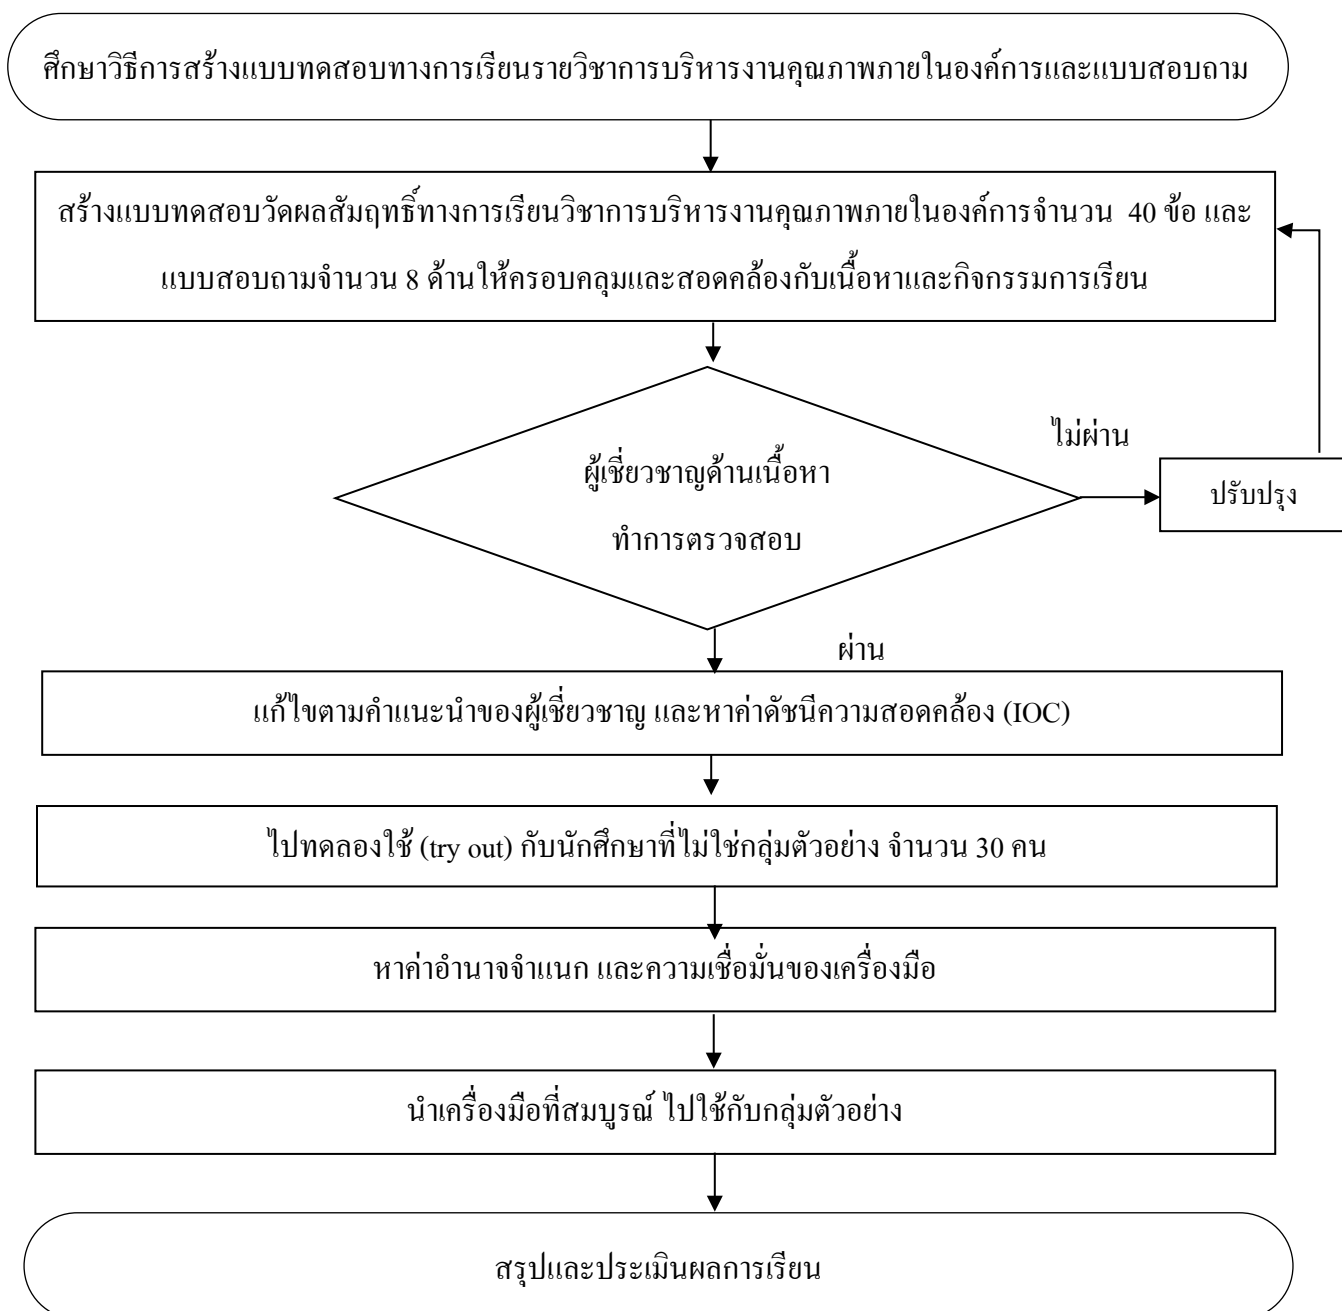 ศึกษาวิธีการสร้างแบบทดสอบทางการเรียนรายวิชาการบริหารงานคุณภาพภายในองค์การและแบบสอบถาม
สร้างแบบทดสอบวัดผลสัมฤทธิ์ทางการเรียนวิชาการบริหารงานคุณภาพภายในองค์การจำนวน 40 ข้อ และ
แบบสอบถามจำนวน 8 ด้านให้ครอบคลุมและสอดคล้องกับเนื้อหาและกิจกรรมการเรียน
ผู้เชี่ยวชาญด้านเนื้อหา
ทำการตรวจสอบ
ไม่ผ่าน
ปรับปรุง
ผ่าน
แก้ไขตามคำแนะนำของผู้เชี่ยวชาญ และหาค่าดัชนีความสอดคล้อง (IOC)
ไปทดลองใช้ (try out) กับนักศึกษาที่ไม่ใช่กลุ่มตัวอย่าง จำนวน 30 คน
หาค่าอำนาจจำแนก และความเชื่อมั่นของเครื่องมือ
นำเครื่องมือที่สมบูรณ์ ไปใช้กับกลุ่มตัวอย่าง
สรุปและประเมินผลการเรียน